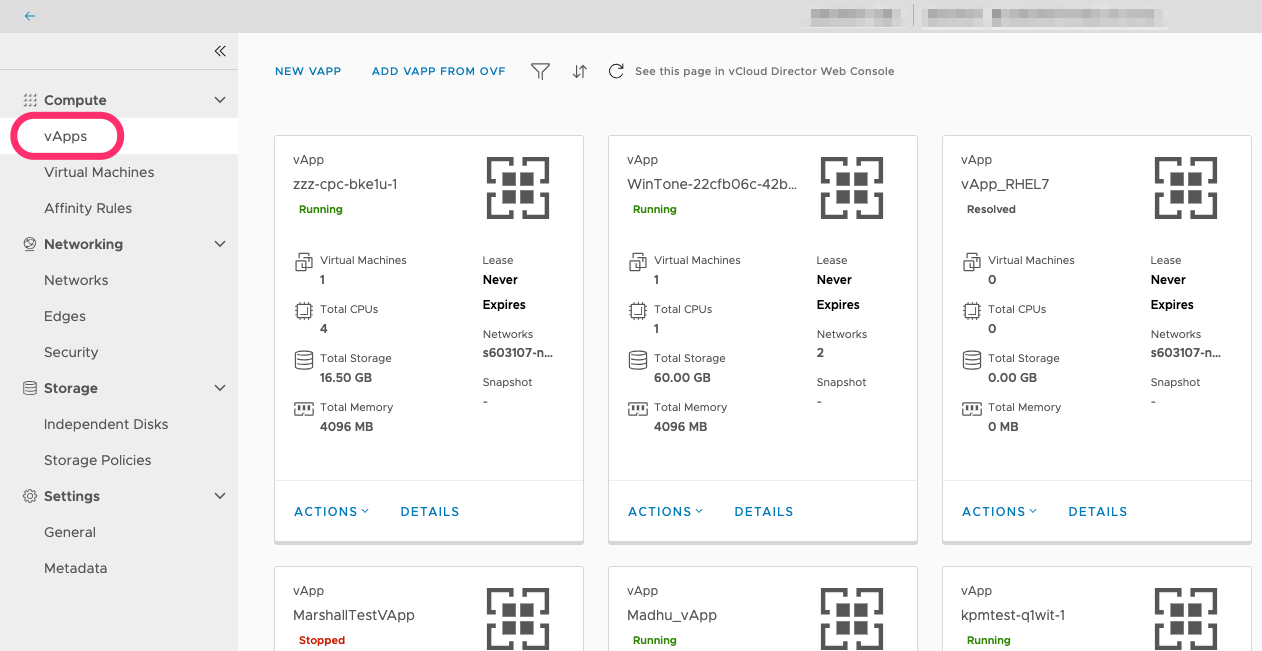 Compute
vApps
Virtual Machines
Affinity Rules
Networking
Networks
Edges
Security
Storage
Independent Disks
Storage Policies
Settings
General
Metadata
NEW VAPP ADD VAPP FROM OVF See this page in vCloud Director Web Console
vApp
zzz-cpc-bke1u-1
Running
Virtual Machines
1
Total CPUs
4
Total Storage
16.50 GB
Total Memory
4096 MB
Lease
Never
Expires
Networks
s603107-n...
Snapshot
-
ACTIONS DETAILS
vApp
WinTone-22cfb06c-42b...
Running
Virtual Machines
1
Total CPUs
1
Total Storage
60.00 GB
Total Memory
4096 MB
Lease
Never
Expires
Networks
2
Snapshot
-
ACTIONS DETAILS
vApp
vApp_RHEL7
Resolved
Virtual Machines
0
Total CPUs
0
Total Storage
0.00 GB
Total Memory
0 MB
Lease
Never
Expires
Networks
s603107-n...
Snapshot
-
ACTIONS DETAILS
vApp
MarshallTestVApp
Stopped
vApp
Madhu_vApp
Running
vApp
kpmtest-q1wit-1
Running